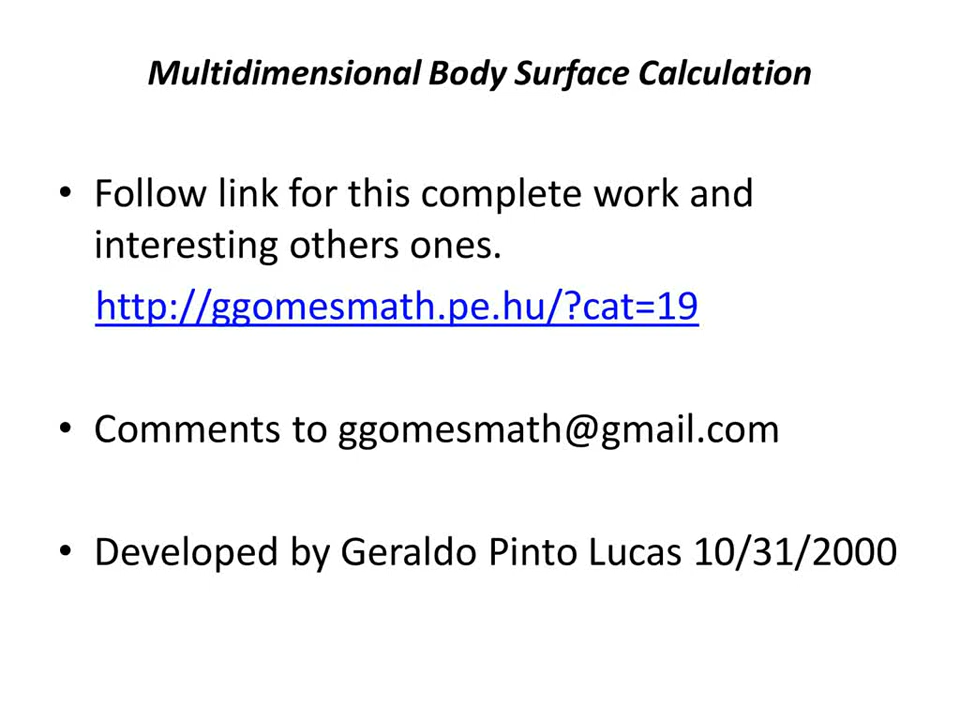 Multidimensional Body Surface Calculation
• Follow link for this complete work and
interesting others ones.
http://ggomesmath.pe.hu/?cat=19
• Comments to ggomesmath@gmail.com
• Developed by Geraldo Pinto Lucas 10/31/2000